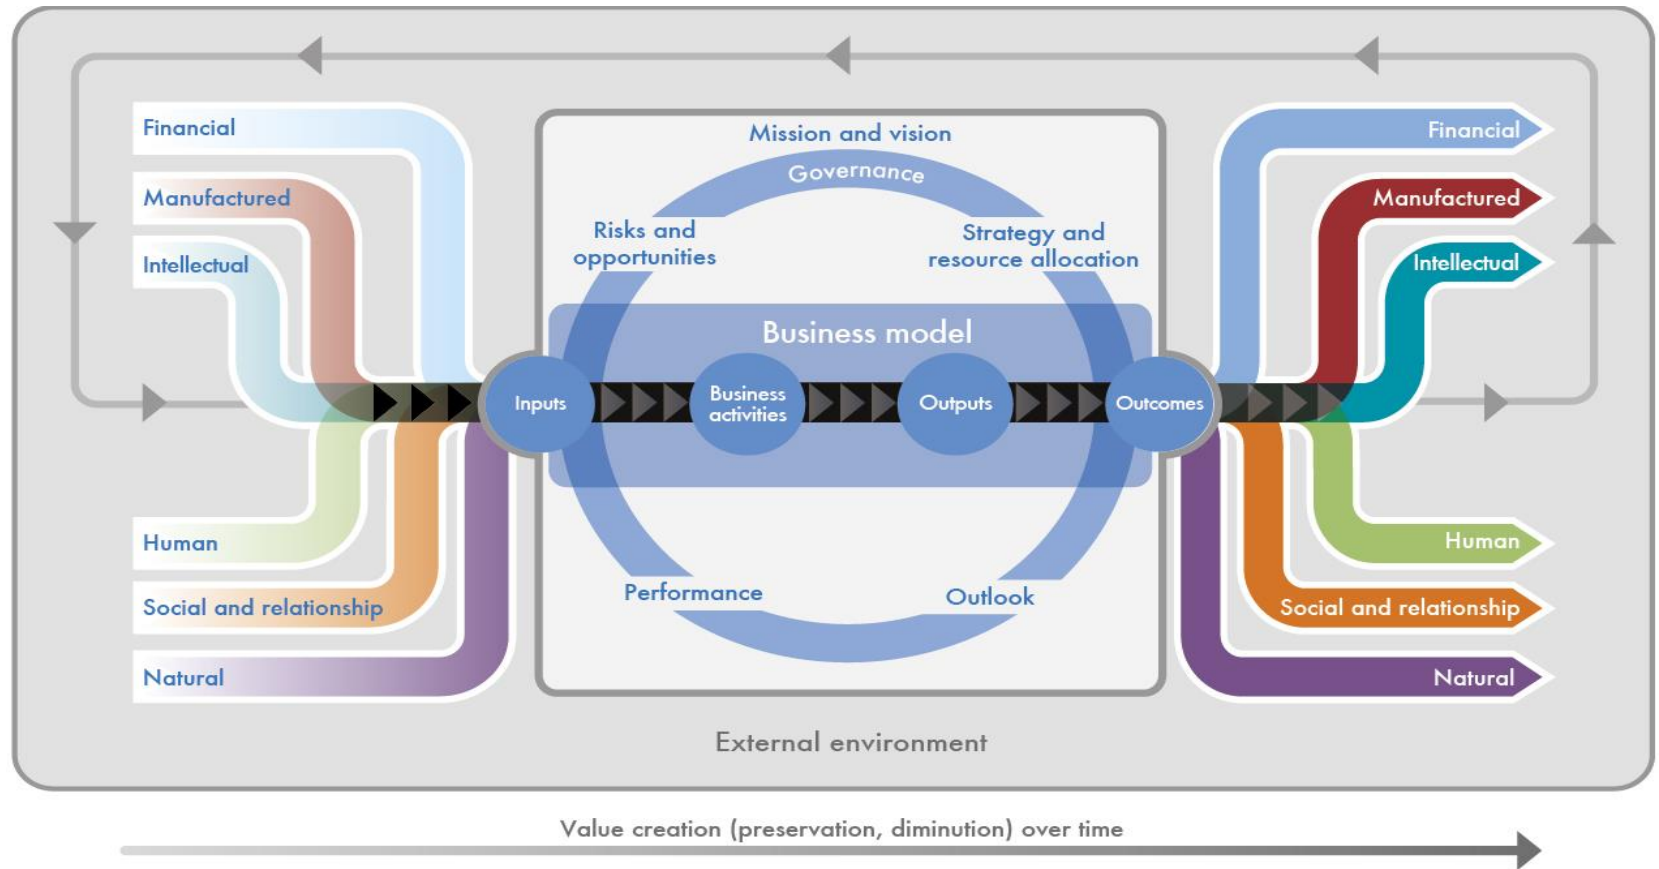 Financial
Manufactured
Intellectual
Human
Social and relationship
Natural
Mission and vision
Governance
Risks and
opportunities
Strategy and
resource allocation
Business model
Inputs
Business
activities
Outputs
Outcomes
Performance
Outlook
Financial
Manufactured
Intellectual
Human
Social and relationship
Natural
External environment
Value creation (preservation, diminution) over time